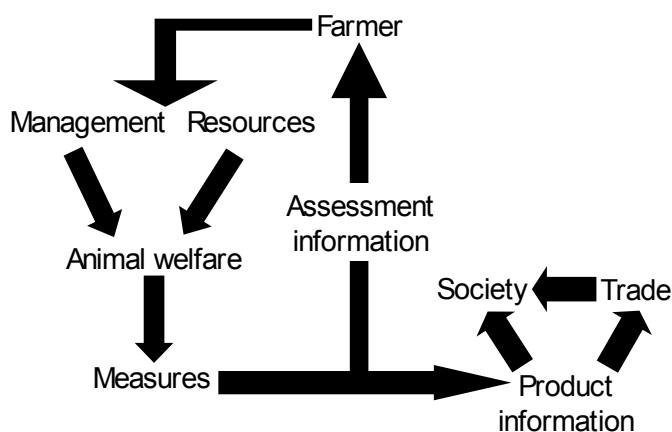 Farmer
Management Resources
Assessment
information
Animal welfare
Society Trade
Measures
Product
information